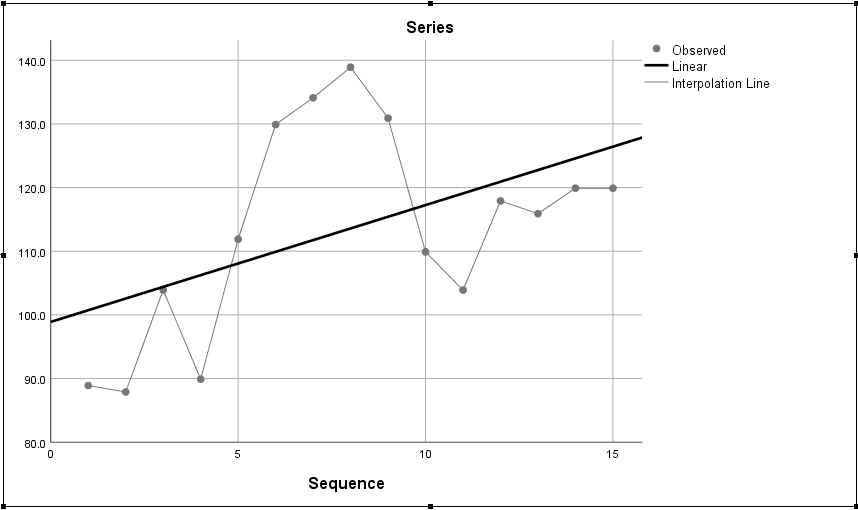 Series
Observed
Linear
Interpolation Line
140.0
130.0
120.0
110.0
100.0
90.0
80.0
0 5 10 15
Sequence